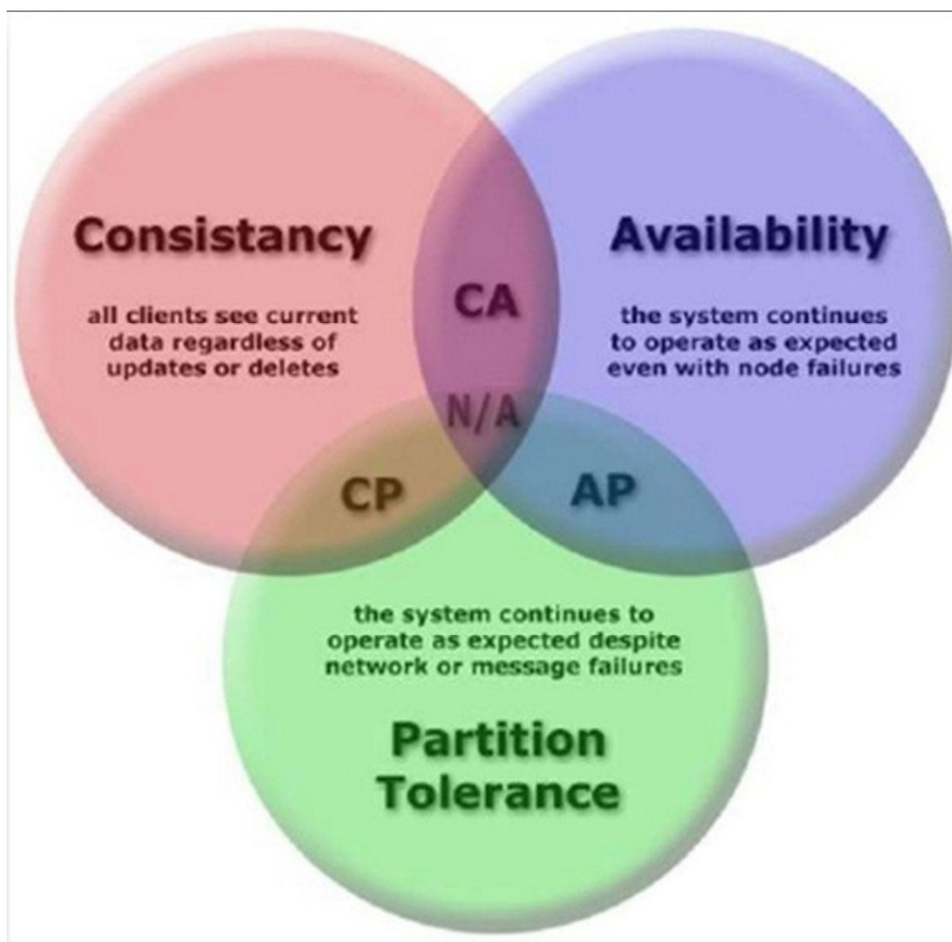 Consistancy
all clients see current
data regardless of
updates or deletes
Availability
the system continues
to operate as expected
even with node failures
CA
N/A
CP
AP
the system continues to
operate as expected despite
network or message failures
Partition
Tolerance